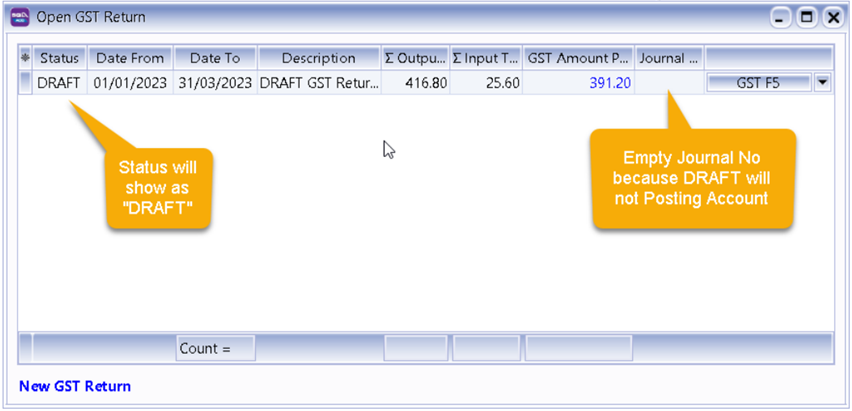 Open GST Return
Status Date From Date To Description Σ Outpu... Σ Input T... GST Amount P... Journal ...
DRAFT 01/01/2023 31/03/2023 DRAFT GST Retur... 416.80 25.60 391.20 GST F5
Status will
show as
"DRAFT"
Empty Journal No
because DRAFT will
not Posting Account
Count =
New GST Return